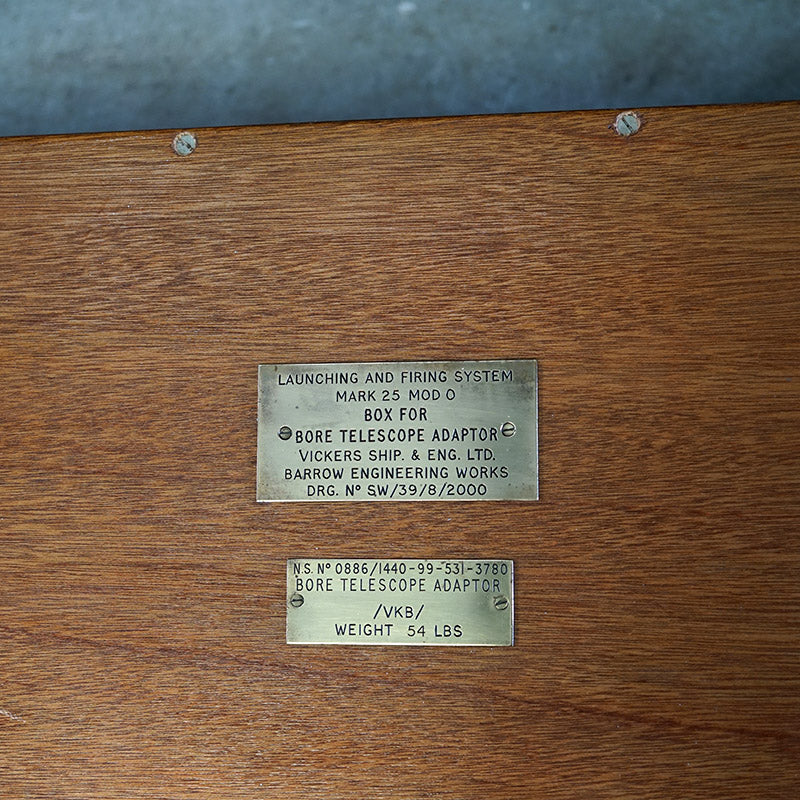 LAUNCHING AND FIRING SYSTEM
MARK 25 MOD O
BOX FOR
BORE TELESCOPE ADAPTOR
VICKERS SHIP. & ENG. LTD.
BARROW ENGINEERING WORKS
DRG. Nº SW/39/8/2000
N.S. Nº 0886/1440-99-531-3780
BORE TELESCOPE ADAPTOR
/VKB/
WEIGHT 54 LBS